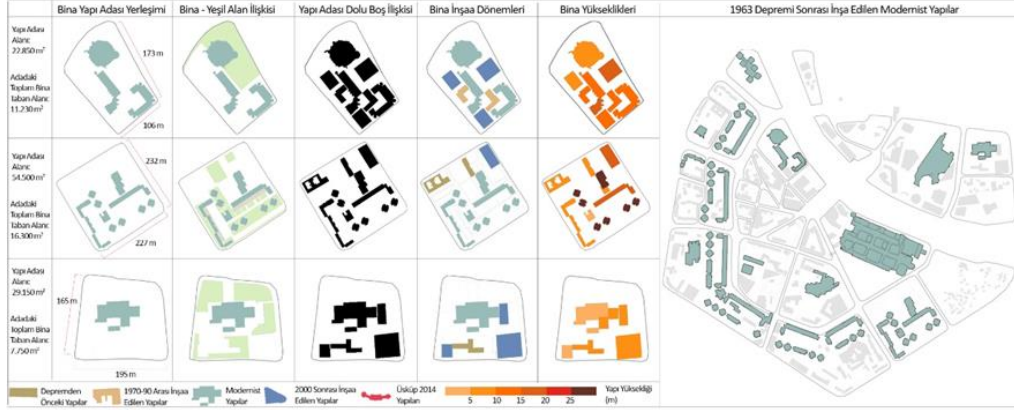 Bina Yapı Adası Yerleşimi
Bina - Yeşil Alan İlişkisi
Yapı Adası Dolu Boş İlişkisi
Bina İnşaa Dönemleri
Bina Yükseklikleri
1963 Depremi Sonrası İnşa Edilen Modernist Yapılar
Yapı Adası
Alanı:
22.850 m²
Adadaki
Toplam Bina
Taban Alanı:
11.230 m²
173 m
106 m
Yapı Adası
Alanı:
54.500 m²
Adadaki
Toplam Bina
Taban Alanı:
16.300 m²
232 m
227 m
Yapı Adası
Alanı:
29.150 m²
Adadaki
Toplam Bina
Taban Alanı:
7.750 m²
165 m
195 m
Depremden
Önceki Yapılar
1970-90 Arası İnşaa
Edilen Yapılar
Modernist
Yapılar
2000 Sonrası İnşaa
Edilen Yapılar
Üsküp 2014
Yapıları
5 10 15 20 25
Yapı Yüksekliği
(m)